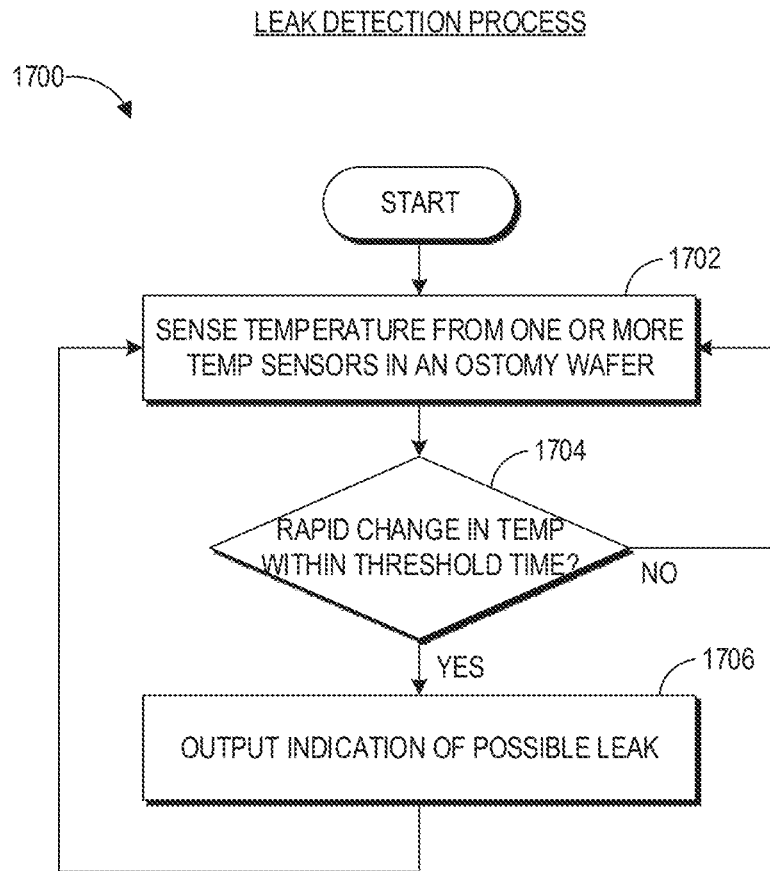 LEAK DETECTION PROCESS
1700
START
1702
SENSE TEMPERATURE FROM ONE OR MORE
TEMP SENSORS IN AN OSTOMY WAFER
1704
RAPID CHANGE IN TEMP
WITHIN THRESHOLD TIME?
NO
YES
1706
OUTPUT INDICATION OF POSSIBLE LEAK